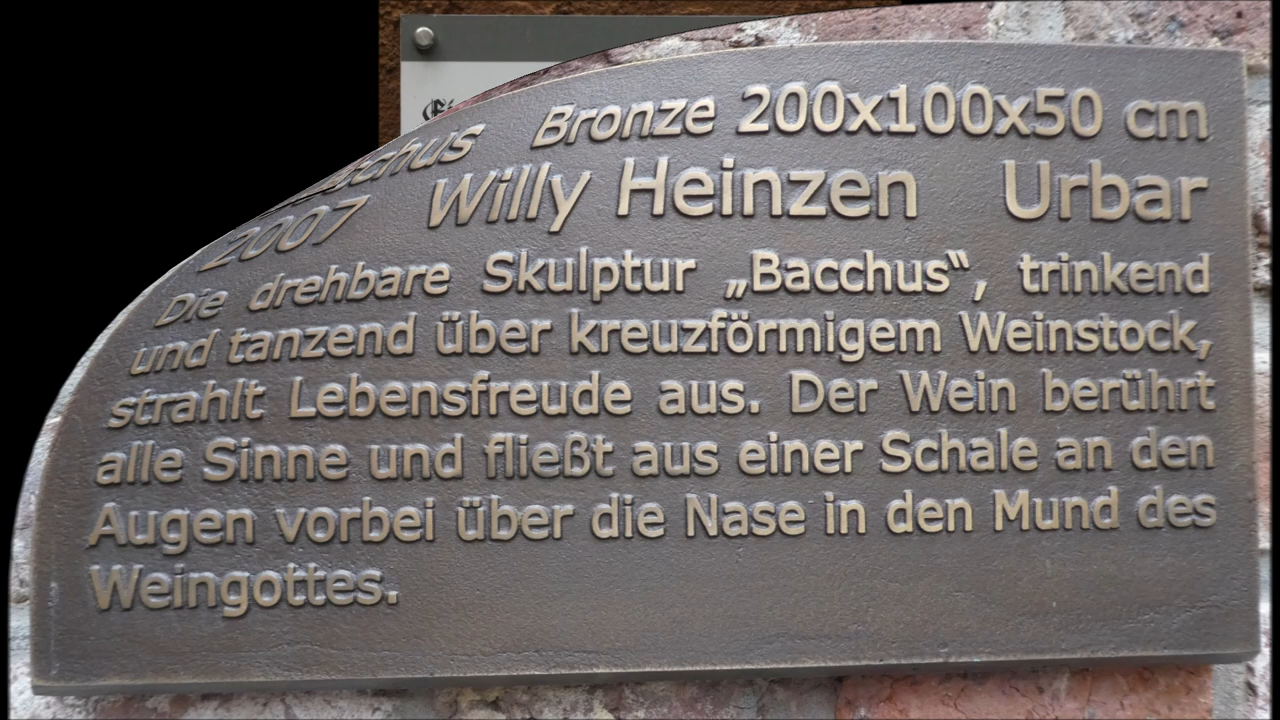 Bronze 200x100x50 cm
2007 Willy Heinzen Urbar
Die drehbare Skulptur „Bacchus“, trinkend
und tanzend über kreuzförmigem Weinstock,
strahlt Lebensfreude aus. Der Wein berührt
alle Sinne und fließt aus einer Schale an den
Augen vorbei über die Nase in den Mund des
Weingottes.